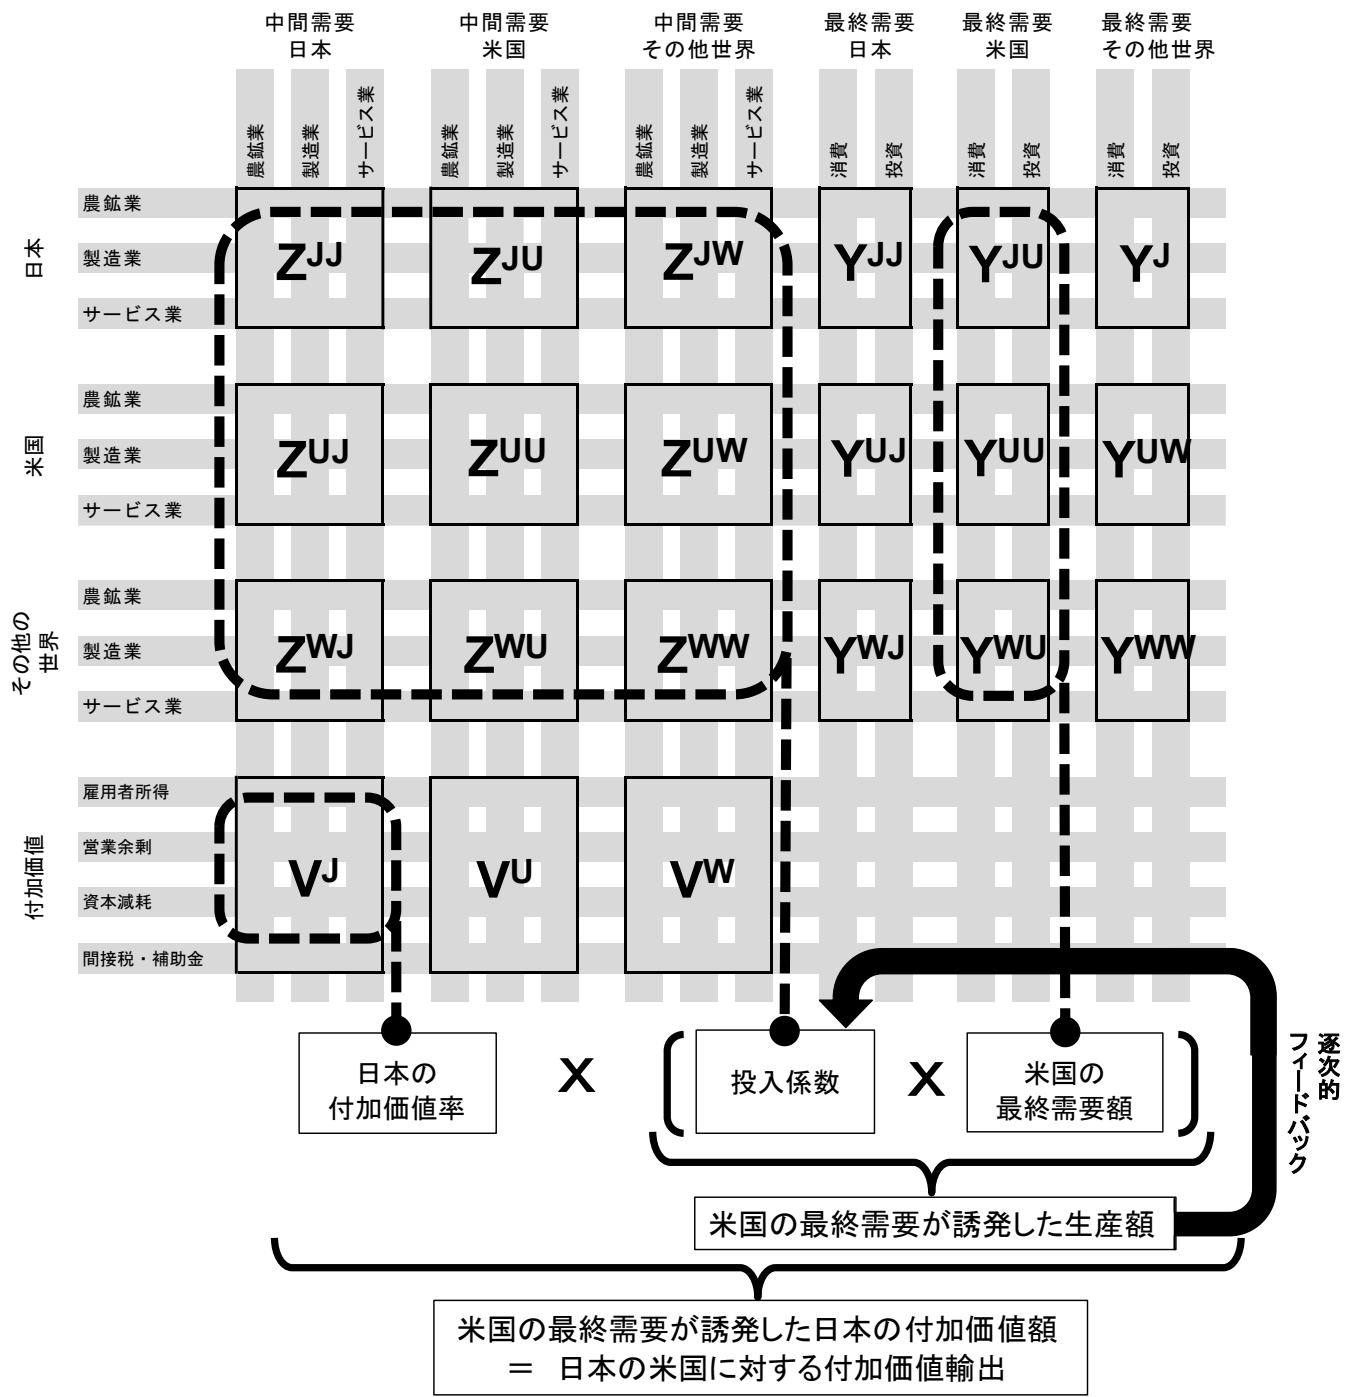 中間需要
日本
中間需要
米国
中間需要
その他世界
最終需要
日本
最終需要
米国
最終需要
その他世界
農鉱業
製造業
サービス業
農鉱業
製造業
サービス業
農鉱業
製造業
サービス業
消費
投資
消費
投資
消費
投資
日本
農鉱業
製造業
サービス業
ZJJ
ZJU
ZJW
YJJ
YJU
YJ
米国
農鉱業
製造業
サービス業
ZUJ
ZUU
ZUW
YUJ
YUU
YUW
その他の
世界
農鉱業
製造業
サービス業
ZWJ
ZWU
ZWW
YWJ
YWU
YWW
付加価値
雇用者所得
営業余剰
資本減耗
間接税・補助金
VJ
VU
VW
日本の
付加価値率
X
投入係数
X
米国の
最終需要額
逐次的
フィードバック
米国の最終需要が誘発した生産額
米国の最終需要が誘発した日本の付加価値額
＝ 日本の米国に対する付加価値輸出